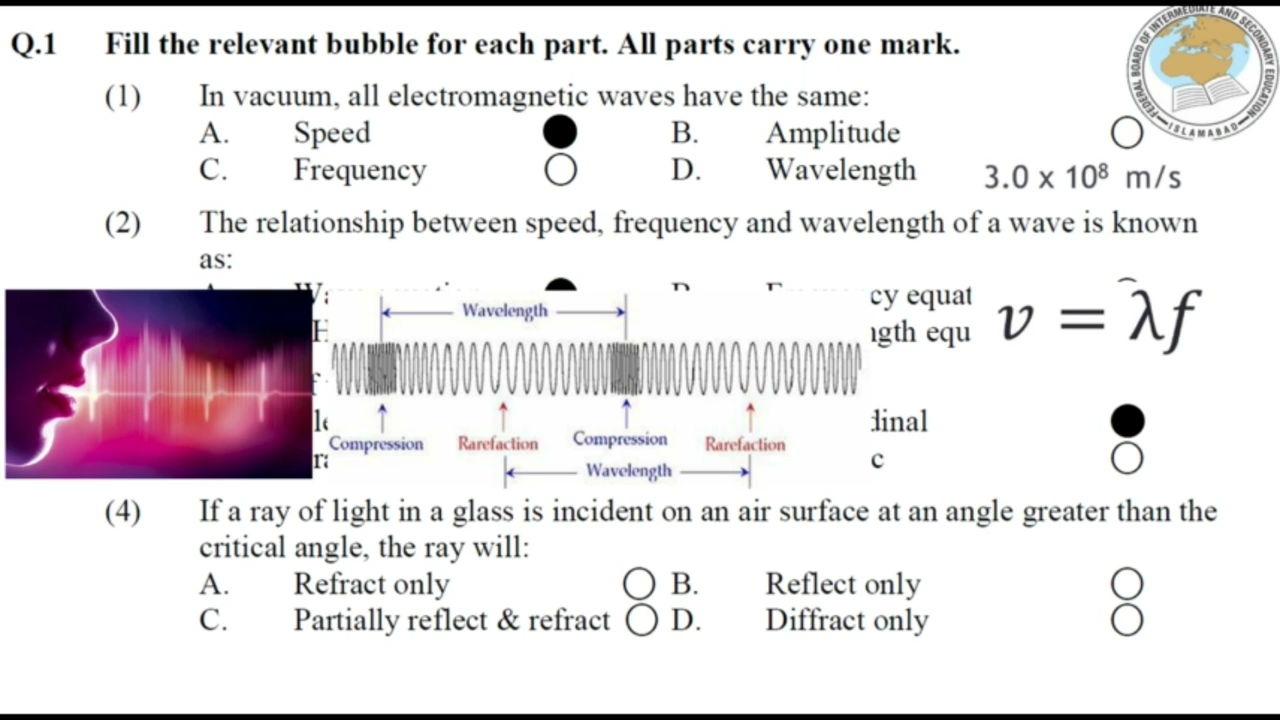 Q.1 Fill the relevant bubble for each part. All parts carry one mark.
FEDERAL BOARD OF INTERMEDIATE AND SECONDARY EDUCATION
ISLAMABAD
(1) In vacuum, all electromagnetic waves have the same:
A. Speed B. Amplitude
C. Frequency D. Wavelength 3.0 x 10⁸ m/s
(2) The relationship between speed, frequency and wavelength of a wave is known
as:
cy equat
equ
v = λf
Wavelength
dinal
c
Compression Rarefaction Compression Rarefaction
Wavelength
(4) If a ray of light in a glass is incident on an air surface at an angle greater than the
critical angle, the ray will:
A. Refract only B. Reflect only
C. Partially reflect & refract D. Diffract only